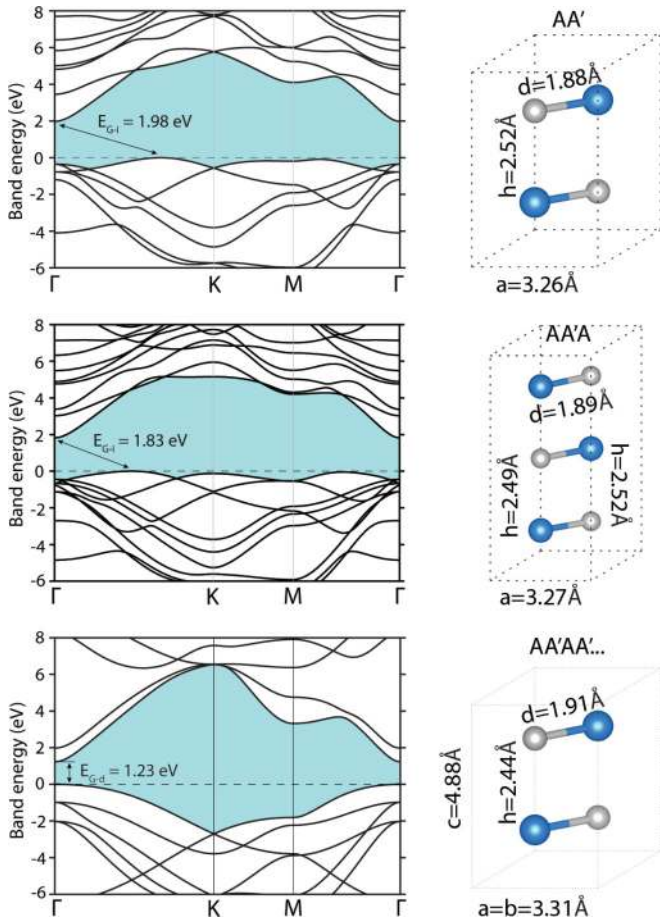 8
6
4
2
0
-2
-4
-6
Band energy (eV)
E_G-i = 1.98 eV
Γ K M Γ
AA'
d=1.88Å
h=2.52Å
a=3.26Å
8
6
4
2
0
-2
-4
-6
Band energy (eV)
E_G-i = 1.83 eV
Γ K M Γ
AA'A
d=1.89Å
h=2.49Å
h=2.52Å
a=3.27Å
8
6
4
2
0
-2
-4
-6
Band energy (eV)
E_G-d = 1.23 eV
Γ K M Γ
AA'AA'...
d=1.91Å
c=4.88Å
h=2.44Å
a=b=3.31Å